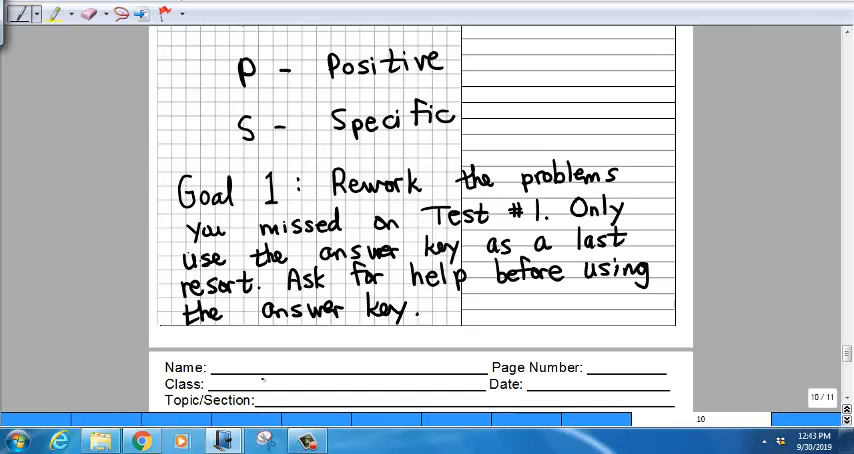 P - Positive
S - Specific
Goal 1: Rework the problems
you missed on Test #1. Only
use the answer key as a last
resort. Ask for help before using
the answer key.
Name: Page Number:
Class: Date:
Topic/Section:
10 / 11
10
12:43 PM
9/30/2019